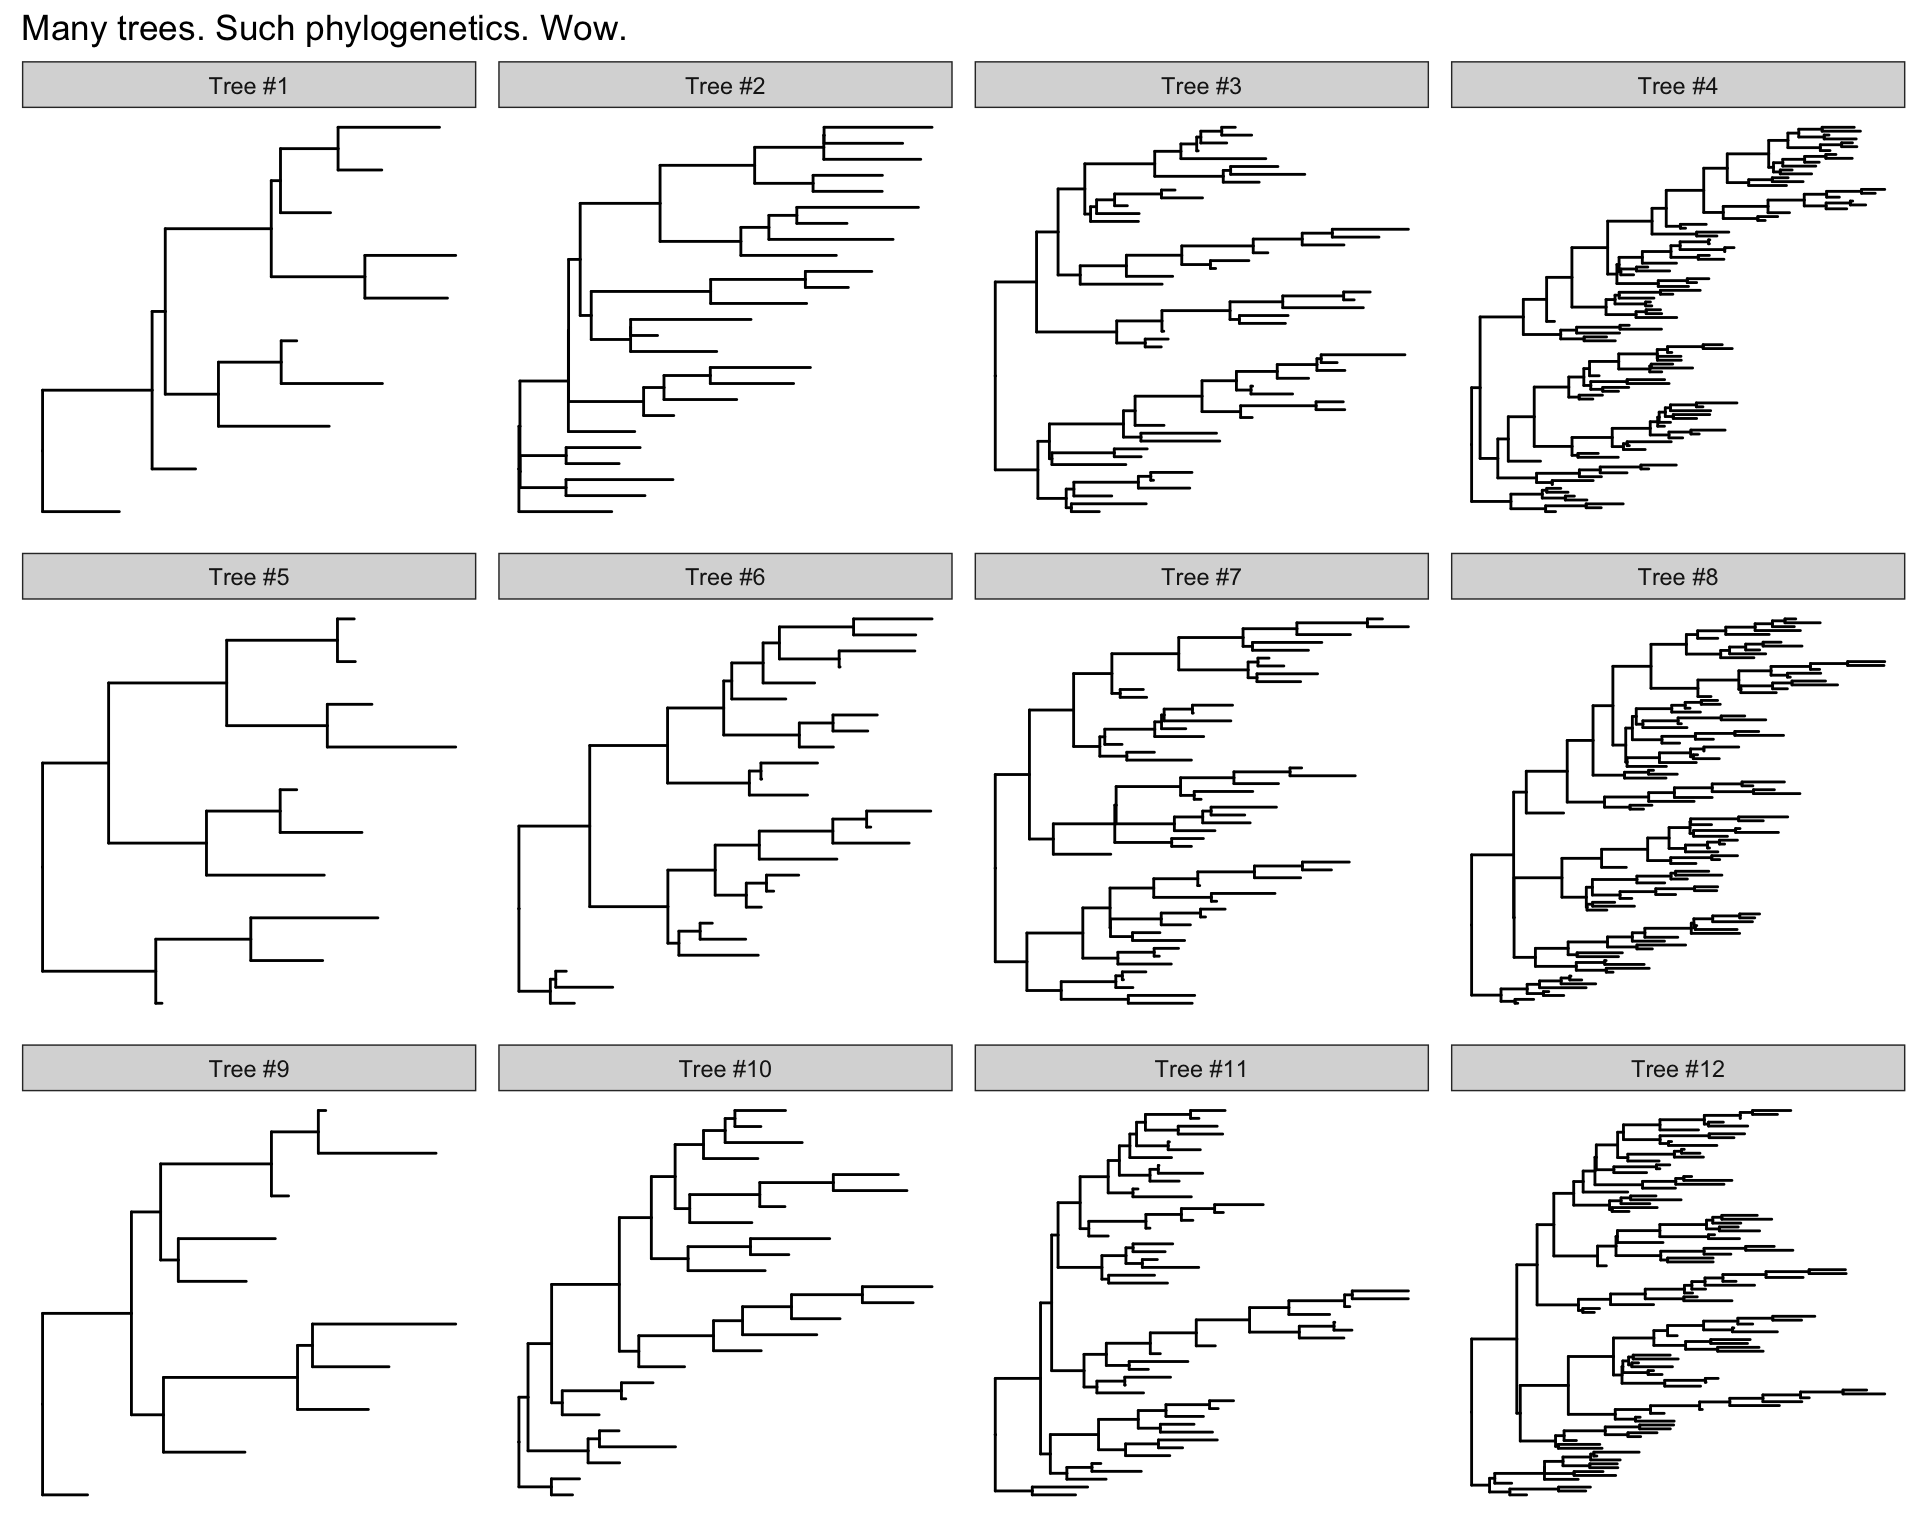 Many trees. Such phylogenetics. Wow.
Tree #1
Tree #2
Tree #3
Tree #4
Tree #5
Tree #6
Tree #7
Tree #8
Tree #9
Tree #10
Tree #11
Tree #12